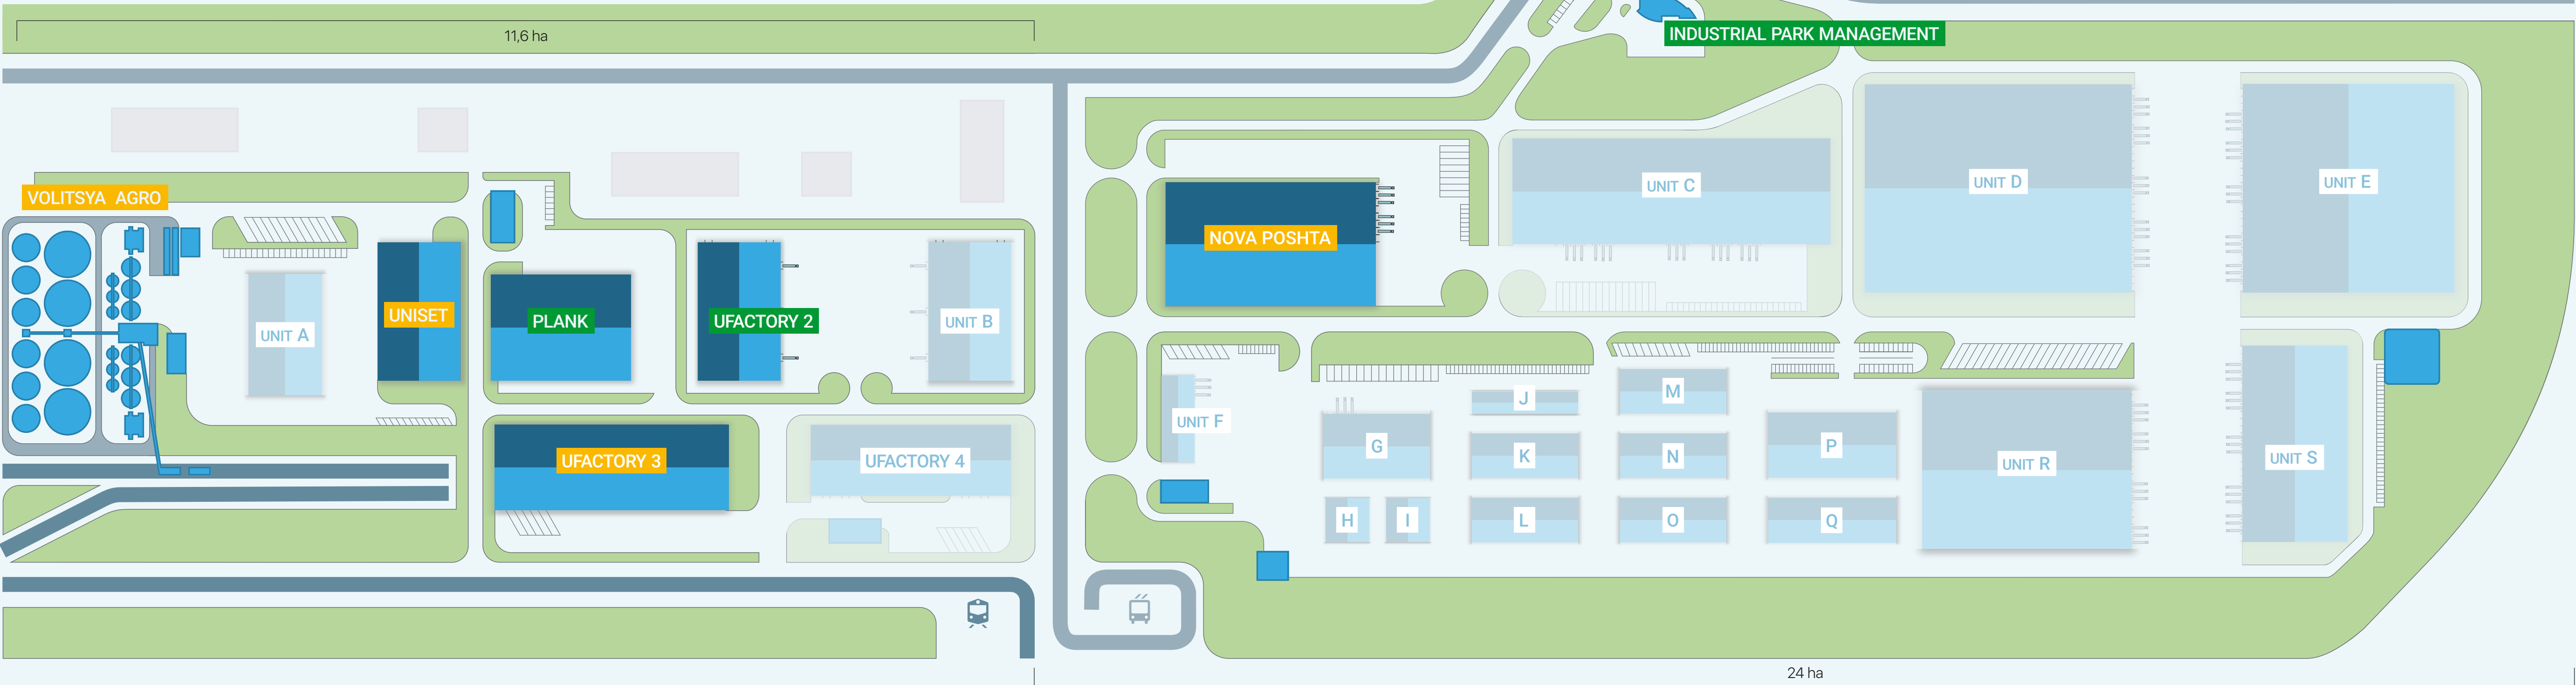 11,6 ha
INDUSTRIAL PARK MANAGEMENT
VOLITSYA AGRO
UNIT A
UNISET
PLANK
UFACTORY 2
UNIT B
UFACTORY 3
UFACTORY 4
NOVA POSHTA
UNIT C
UNIT D
UNIT E
UNIT F
G
H
I
J
K
L
M
N
O
P
Q
UNIT R
UNIT S
24 ha